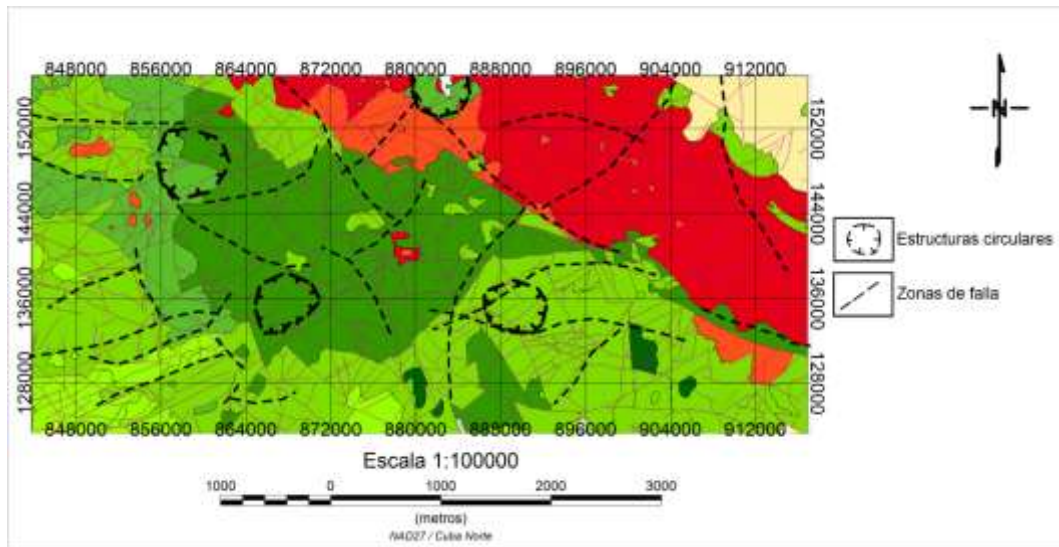 848000 856000 864000 872000 880000 888000 896000 904000 912000
152000 152000
144000 144000
136000 136000
128000 128000
848000 856000 864000 872000 880000 888000 896000 904000 912000
N
Estructuras circulares
Zonas de falla
Escala 1:100000
1000 0 1000 2000 3000
(metros)
NAD27 / Cuba Norte